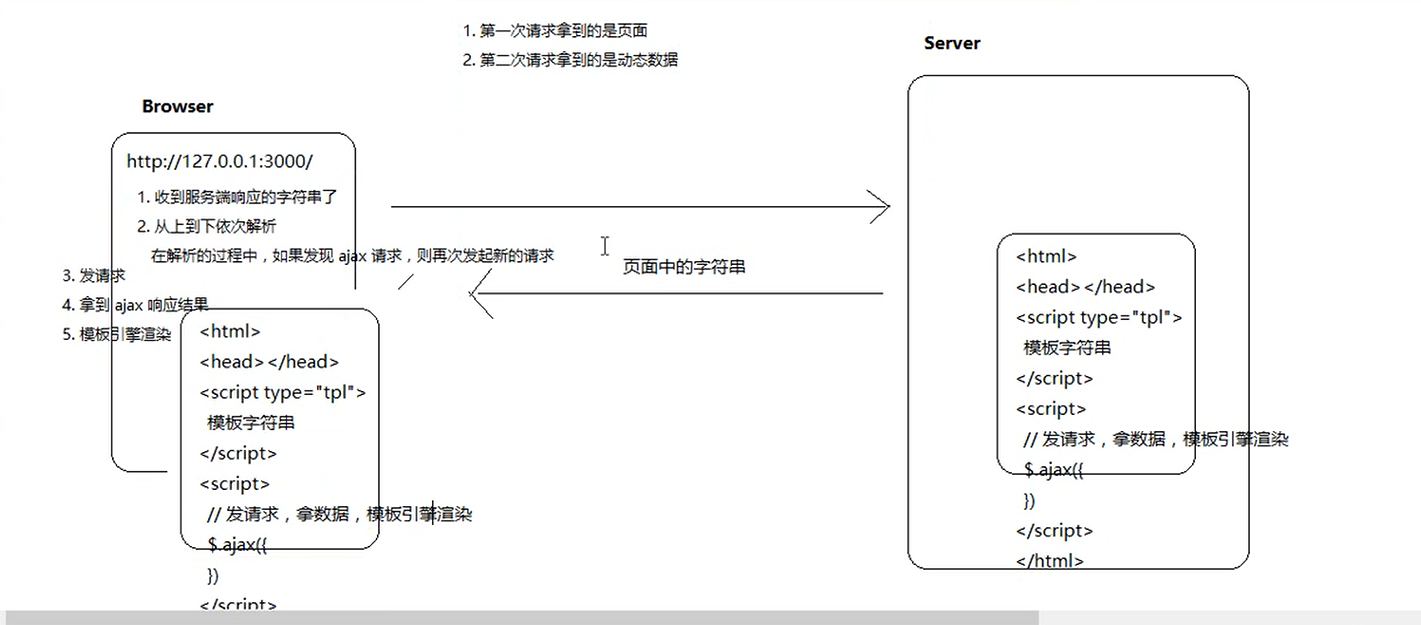 1. 第一次请求拿到的是页面
2. 第二次请求拿到的是动态数据
Server
Browser
http://127.0.0.1:3000/
1. 收到服务端响应的字符串了
2. 从上到下依次解析
在解析的过程中，如果发现 ajax 请求，则再次发起新的请求
3. 发请求
4. 拿到 ajax 响应结果
5. 模板引擎渲染
<html>
<head></head>
<script type="tpl">
模板字符串
</script>
<script>
// 发请求，拿数据，模板引擎渲染
$.ajax({
})
</script>
页面中的字符串
<html>
<head></head>
<script type="tpl">
模板字符串
</script>
<script>
// 发请求，拿数据，模板引擎渲染
$.ajax({
})
</script>
</html>